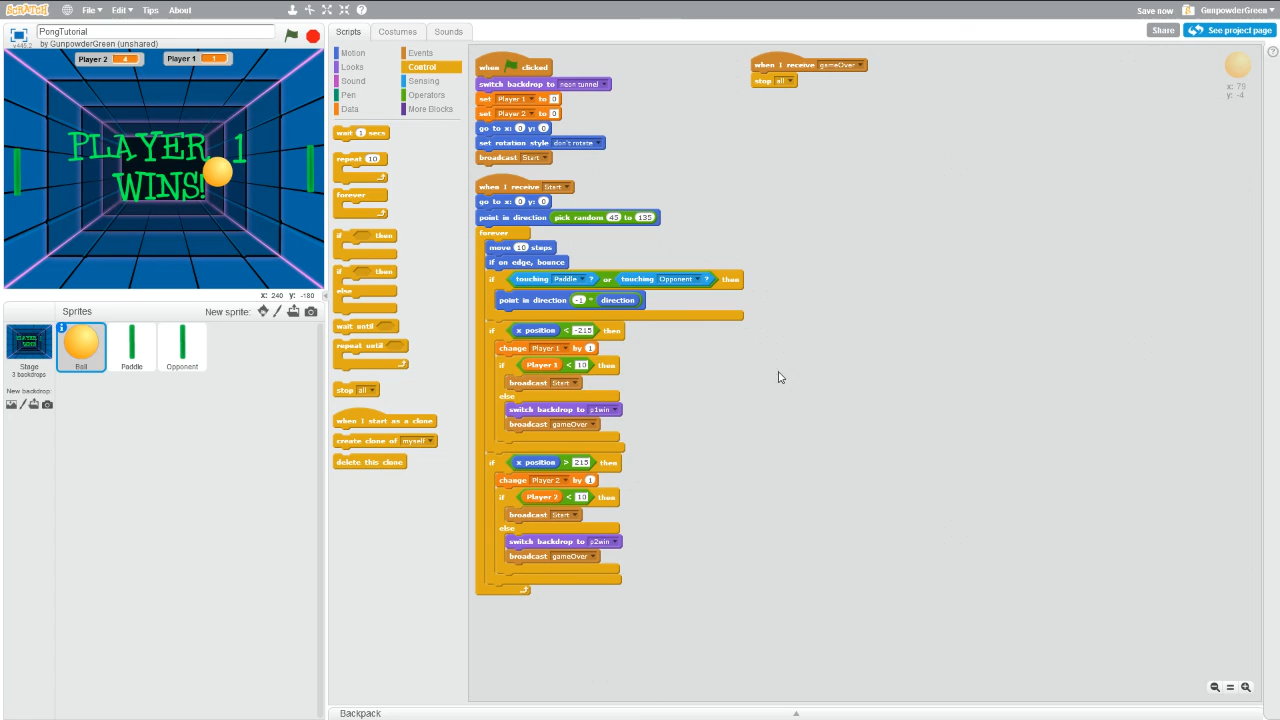 SCRATCH File Edit Tips About Save now GunpowderGreen
PongTutorial
by GunpowderGreen (unshared)
v445.2
Scripts Costumes Sounds
Share See project page
Player 2 4 Player 1 1
PLAYER 1
WINS!
x: 240 y: -180
Sprites New sprite:
Stage
3 backdrops
New backdrop:
Ball
Paddle
Opponent
Motion Events
Looks Control
Sound Sensing
Pen Operators
Data More Blocks
wait 1 secs
repeat 10
forever
if then
if then
else
wait until
repeat until
stop all
when I start as a clone
create clone of myself
delete this clone
when clicked
switch backdrop to neon tunnel
set Player 1 to 0
set Player 2 to 0
go to x: 0 y: 0
set rotation style don't rotate
broadcast Start
when I receive Start
go to x: 0 y: 0
point in direction pick random 45 to 135
forever
move 10 steps
if on edge, bounce
if touching Paddle ? or touching Opponent ? then
point in direction -1 * direction
if x position < -215 then
change Player 1 by 1
if Player 1 < 10 then
broadcast Start
else
switch backdrop to p1win
broadcast gameOver
if x position > 215 then
change Player 2 by 1
if Player 2 < 10 then
broadcast Start
else
switch backdrop to p2win
broadcast gameOver
when I receive gameOver
stop all
x: 79
y: -4
Backpack